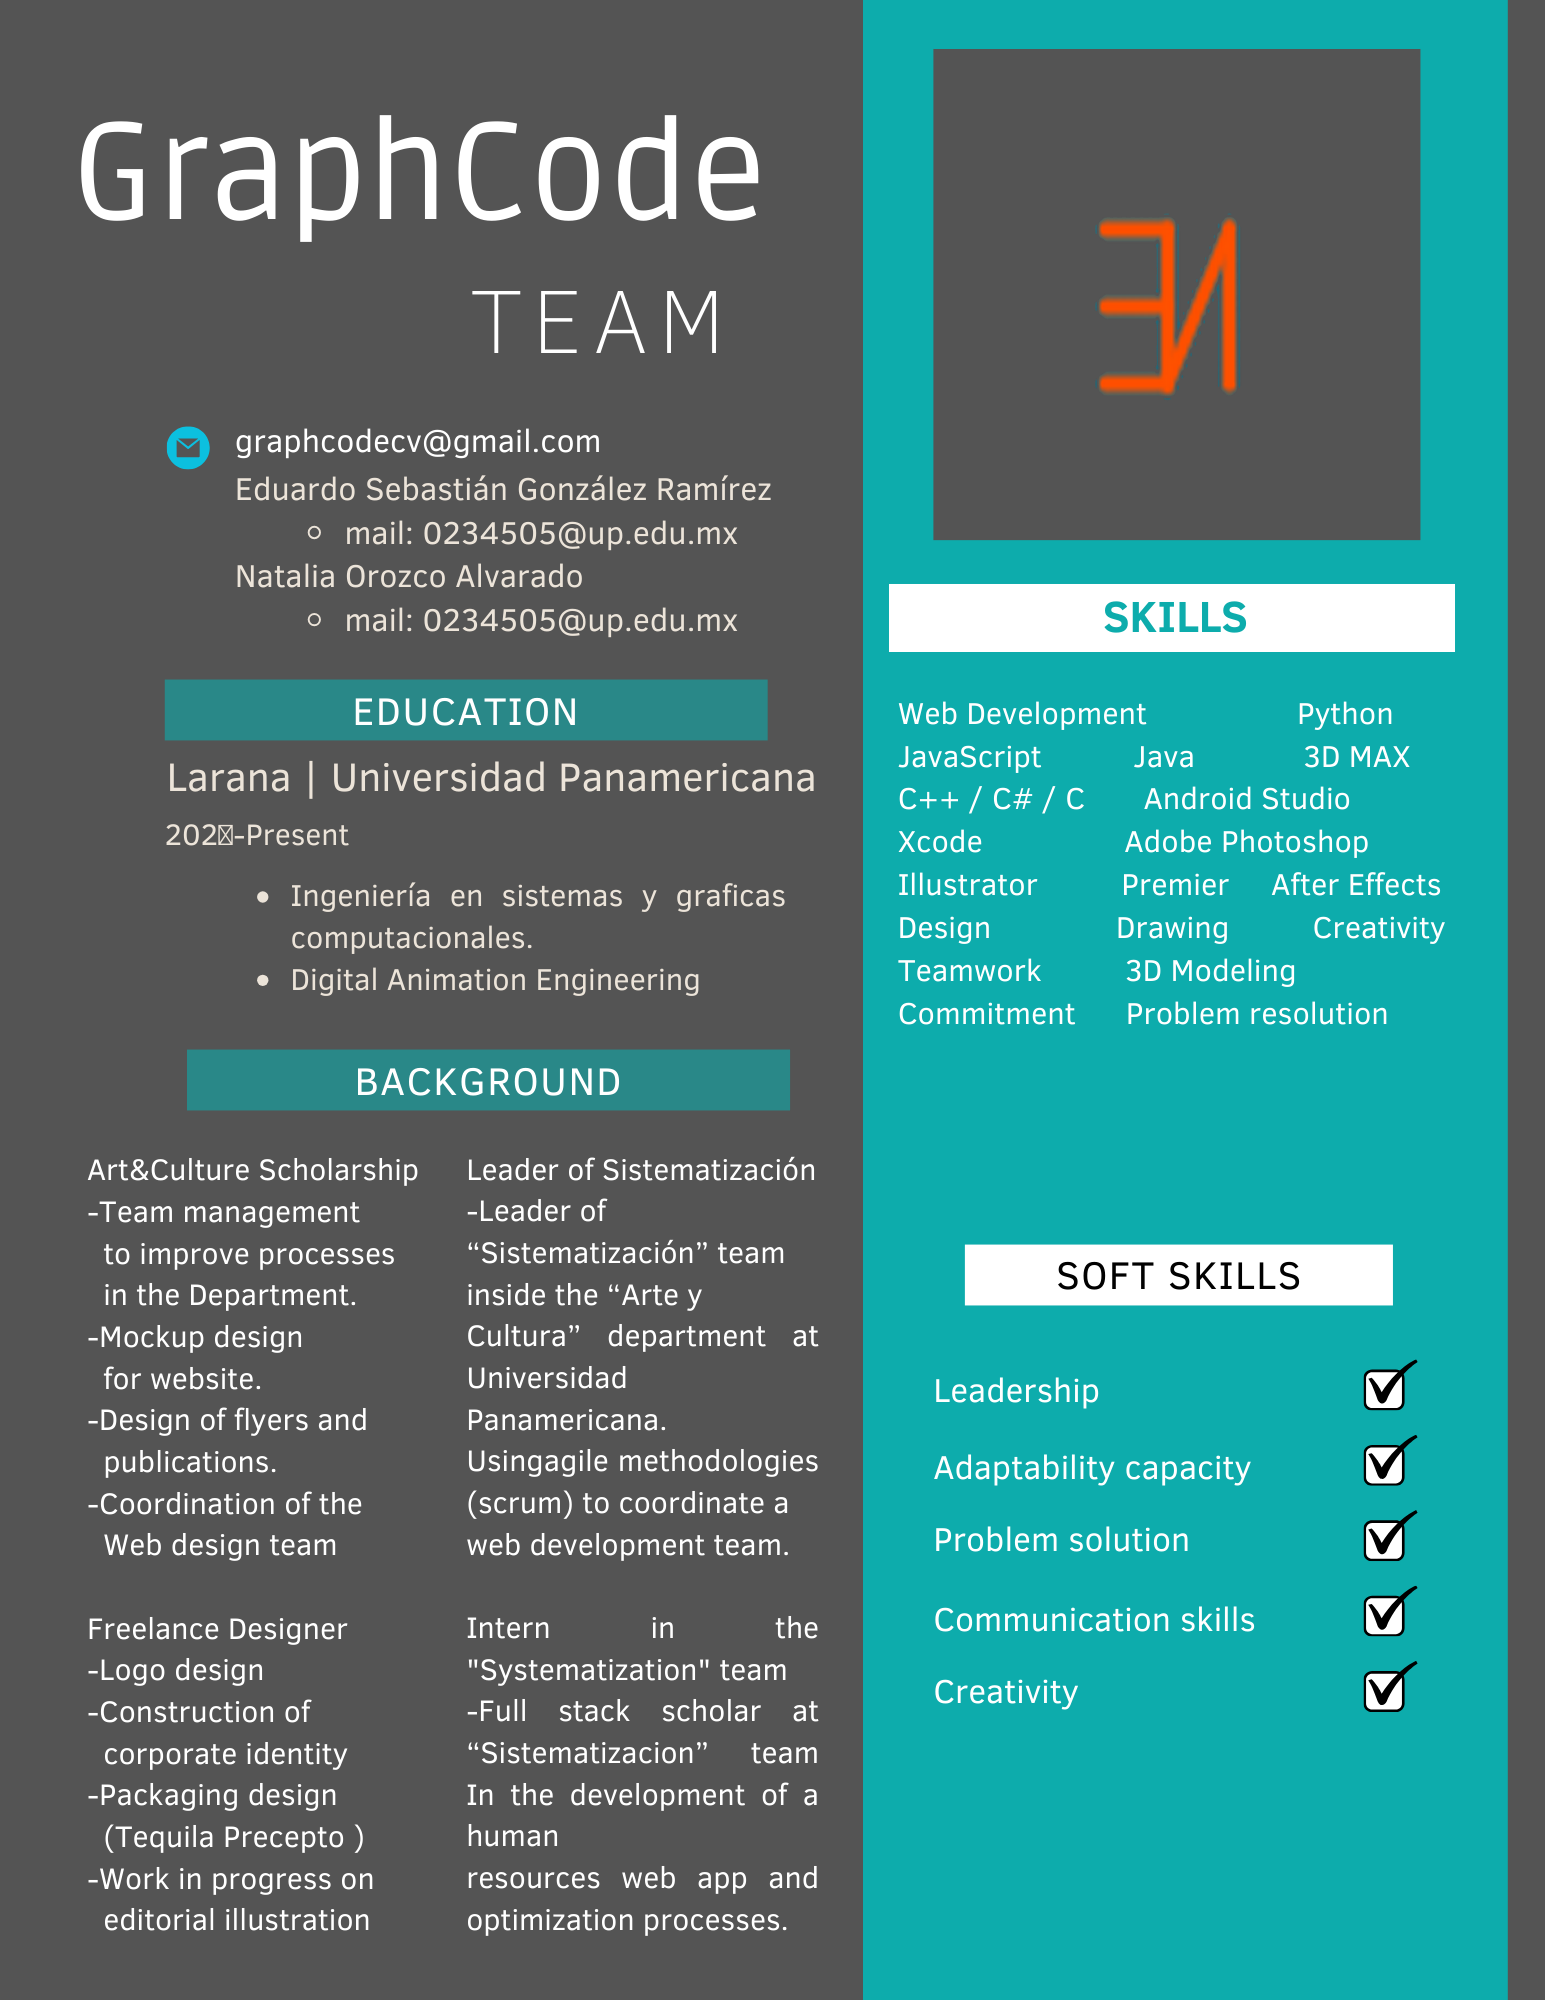 GraphCode
TEAM
graphcodecv@gmail.com
Eduardo Sebastián González Ramírez
mail: 0234505@up.edu.mx
Natalia Orozco Alvarado
mail: 0234505@up.edu.mx
EDUCATION
Larana | Universidad Panamericana
202-Present
Ingeniería en sistemas y graficas
computacionales.
Digital Animation Engineering
BACKGROUND
Art&Culture Scholarship
-Team management
to improve processes
in the Department.
-Mockup design
for website.
-Design of flyers and
publications.
-Coordination of the
Web design team
Freelance Designer
-Logo design
-Construction of
corporate identity
-Packaging design
(Tequila Precepto )
-Work in progress on
editorial illustration
Leader of Sistematización
-Leader of
“Sistematización” team
inside the “Arte y
Cultura” department at
Universidad
Panamericana.
Usingagile methodologies
(scrum) to coordinate a
web development team.
Intern in the
"Systematization" team
-Full stack scholar at
“Sistematizacion” team
In the development of a
human
resources web app and
optimization processes.
SKILLS
Web Development Python
JavaScript Java 3D MAX
C++ / C# / C Android Studio
Xcode Adobe Photoshop
Illustrator Premier After Effects
Design Drawing Creativity
Teamwork 3D Modeling
Commitment Problem resolution
SOFT SKILLS
Leadership
Adaptability capacity
Problem solution
Communication skills
Creativity